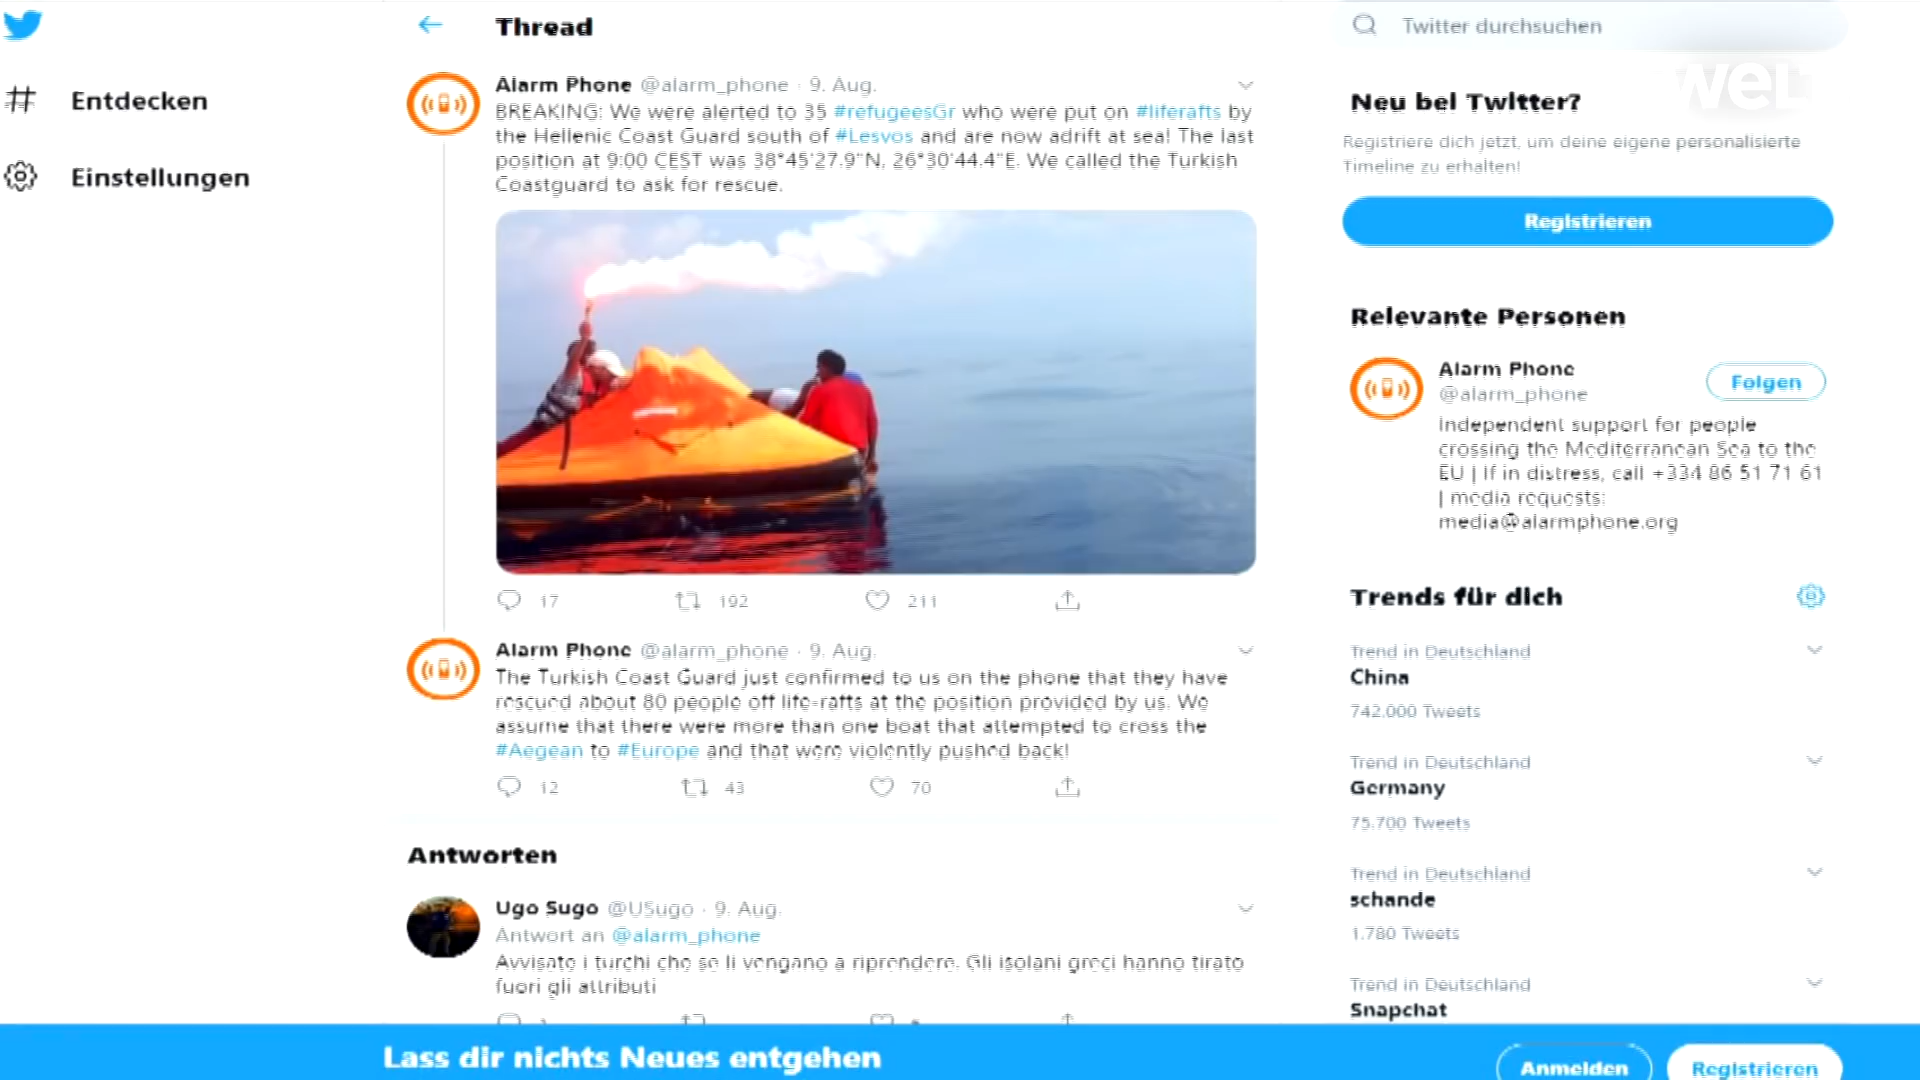 Thread
Twitter durchsuchen
welt
Entdecken
Einstellungen
Alarm Phone @alarm_phone · 9. Aug.
BREAKING: We were alerted to 35 #refugeesGr who were put on #liferafts by
the Hellenic Coast Guard south of #Lesvos and are now adrift at sea! The last
position at 9:00 CEST was 38°45'27.9"N, 26°30'44.4"E. We called the Turkish
Coastguard to ask for rescue.
17 192 211
Alarm Phone @alarm_phone · 9. Aug.
The Turkish Coast Guard just confirmed to us on the phone that they have
rescued about 80 people off life-rafts at the position provided by us. We
assume that there were more than one boat that attempted to cross the
#Aegean to #Europe and that were violently pushed back!
12 43 70
Antworten
Ugo Sugo @USugo · 9. Aug.
Antwort an @alarm_phone
Avvisato i turchi che se li vengano a riprendere. Gli isolani greci hanno tirato
fuori gli attributi
Neu bei Twitter?
Registriere dich jetzt, um deine eigene personalisierte
Timeline zu erhalten!
Registrieren
Relevante Personen
Alarm Phone
@alarm_phone
Folgen
Independent support for people
crossing the Mediterranean Sea to the
EU | If in distress, call +334 86 51 71 61
| media requests:
media@alarmphone.org
Trends für dich
Trend in Deutschland
China
742.000 Tweets
Trend in Deutschland
Germany
75.700 Tweets
Trend in Deutschland
schande
1.780 Tweets
Trend in Deutschland
Snapchat
Lass dir nichts Neues entgehen
Anmelden
Registrieren